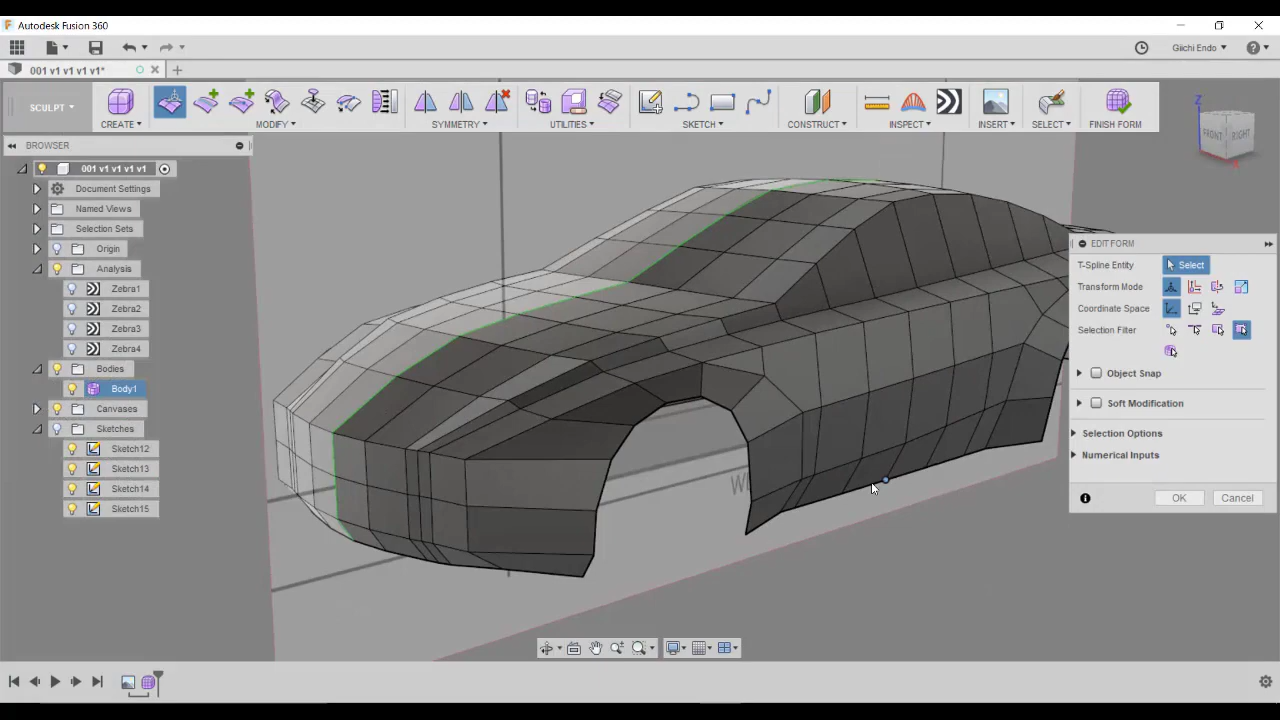 Autodesk Fusion 360
Giichi Endo
001 v1 v1 v1 v1*
SCULPT
CREATE
MODIFY
SYMMETRY
UTILITIES
SKETCH
CONSTRUCT
INSPECT
INSERT
SELECT
FINISH FORM
Z
FRONT
RIGHT
X
BROWSER
001 v1 v1 v1 v1
Document Settings
Named Views
Selection Sets
Origin
Analysis
Zebra1
Zebra2
Zebra3
Zebra4
Bodies
Body1
Canvases
Sketches
Sketch12
Sketch13
Sketch14
Sketch15
EDIT FORM
T-Spline Entity
Select
Transform Mode
Coordinate Space
Selection Filter
Object Snap
Soft Modification
Selection Options
Numerical Inputs
OK
Cancel